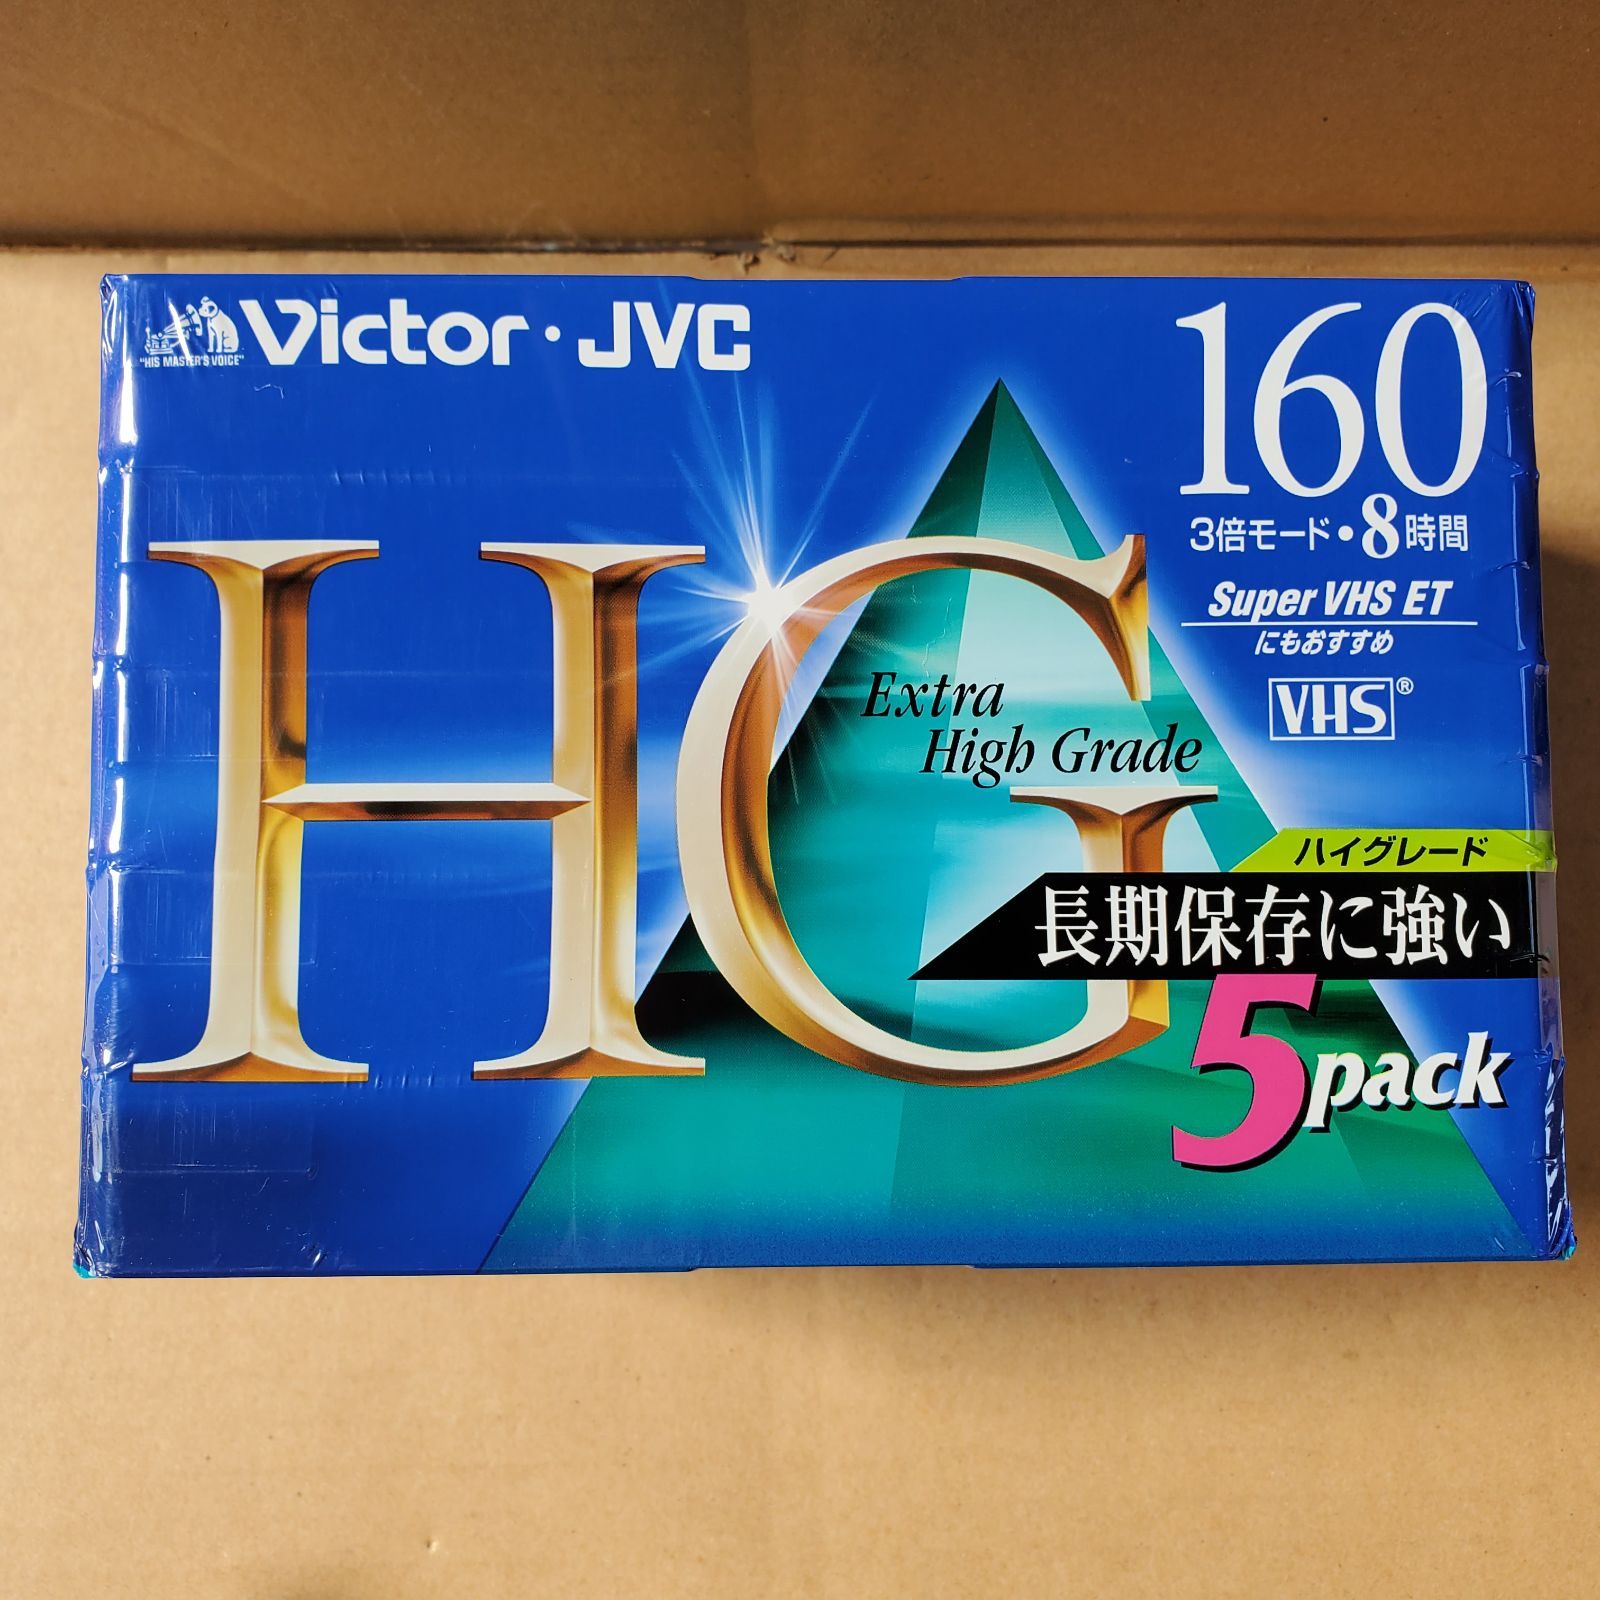 "HIS MASTER'S VOICE"
Victor・JVC
160
3倍モード・8時間
Super VHS ET
にもおすすめ
VHS®
HG
Extra
High Grade
ハイグレード
長期保存に強い
5pack